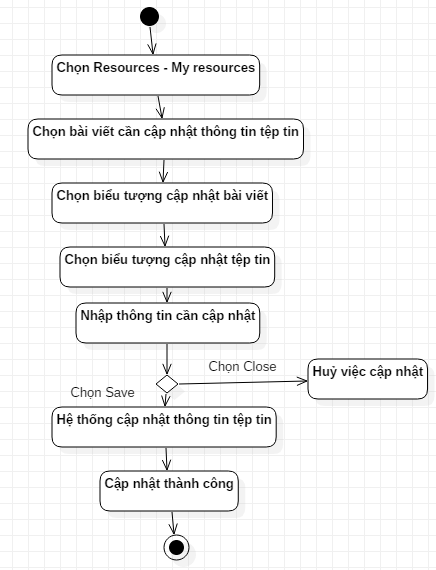 Chọn Resources - My resources
Chọn bài viết cần cập nhật thông tin tệp tin
Chọn biểu tượng cập nhật bài viết
Chọn biểu tượng cập nhật tệp tin
Nhập thông tin cần cập nhật
Chọn Close
Huỷ việc cập nhật
Chọn Save
Hệ thống cập nhật thông tin tệp tin
Cập nhật thành công